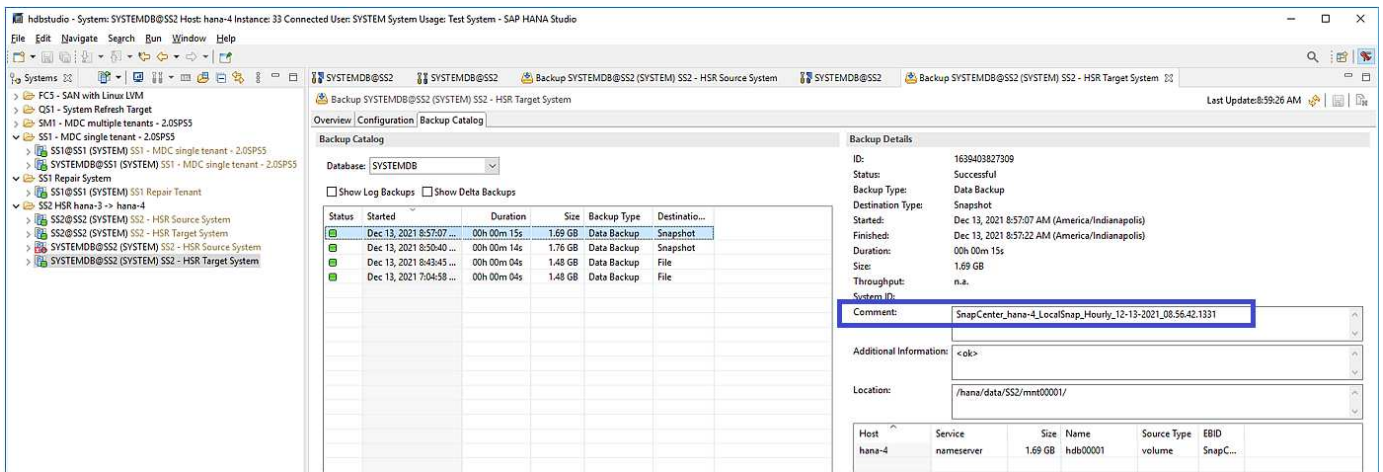 hdbstudio - System: SYSTEMDB@SS2 Host: hana-4 Instance: 33 Connected User: SYSTEM System Usage: Test System - SAP HANA Studio
File Edit Navigate Search Run Window Help
Systems
SYSTEMDB@SS2 SYSTEMDB@SS2 Backup SYSTEMDB@SS2 (SYSTEM) SS2 - HSR Source System SYSTEMDB@SS2 Backup SYSTEMDB@SS2 (SYSTEM) SS2 - HSR Target System
FC5 - SAN with Linux LVM
QS1 - System Refresh Target
SM1 - MDC multiple tenants - 2.0SPS5
SS1 - MDC single tenant - 2.0SPS5
SS1@SS1 (SYSTEM) SS1 - MDC single tenant - 2.0SPS5
SYSTEMDB@SS1 (SYSTEM) SS1 - MDC single tenant - 2.0SPS5
SS1 Repair System
SS1@SS1 (SYSTEM) SS1 Repair Tenant
SS2 HSR hana-3 -> hana-4
SS2@SS2 (SYSTEM) SS2 - HSR Source System
SS2@SS2 (SYSTEM) SS2 - HSR Target System
SYSTEMDB@SS2 (SYSTEM) SS2 - HSR Source System
SYSTEMDB@SS2 (SYSTEM) SS2 - HSR Target System
Backup SYSTEMDB@SS2 (SYSTEM) SS2 - HSR Target System
Last Update:8:59:26 AM
Overview Configuration Backup Catalog
Backup Catalog
Database: SYSTEMDB
Show Log Backups Show Delta Backups
Status Started Duration Size Backup Type Destinatio...
Dec 13, 2021 8:57:07 ... 00h 00m 15s 1.69 GB Data Backup Snapshot
Dec 13, 2021 8:50:40 ... 00h 00m 14s 1.76 GB Data Backup Snapshot
Dec 13, 2021 8:43:45 ... 00h 00m 04s 1.48 GB Data Backup File
Dec 13, 2021 7:04:58 ... 00h 00m 04s 1.48 GB Data Backup File
Backup Details
ID: 1639403827309
Status: Successful
Backup Type: Data Backup
Destination Type: Snapshot
Started: Dec 13, 2021 8:57:07 AM (America/Indianapolis)
Finished: Dec 13, 2021 8:57:22 AM (America/Indianapolis)
Duration: 00h 00m 15s
Size: 1.69 GB
Throughput: n.a.
System ID:
Comment: SnapCenter_hana-4_LocalSnap_Hourly_12-13-2021_08.56.42.1331
Additional Information: <ok>
Location: /hana/data/SS2/mnt00001/
Host Service Size Name Source Type EBID
hana-4 nameserver 1.69 GB hdb00001 volume SnapC...